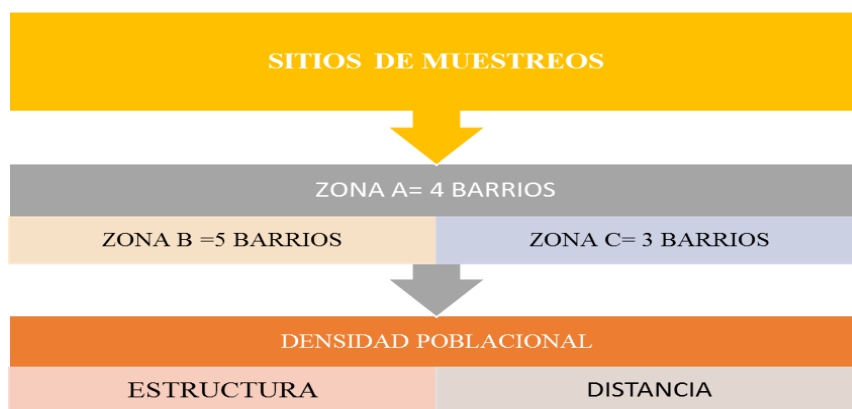 SITIOS DE MUESTREOS
ZONA A= 4 BARRIOS
ZONA B =5 BARRIOS
ZONA C= 3 BARRIOS
DENSIDAD POBLACIONAL
ESTRUCTURA
DISTANCIA